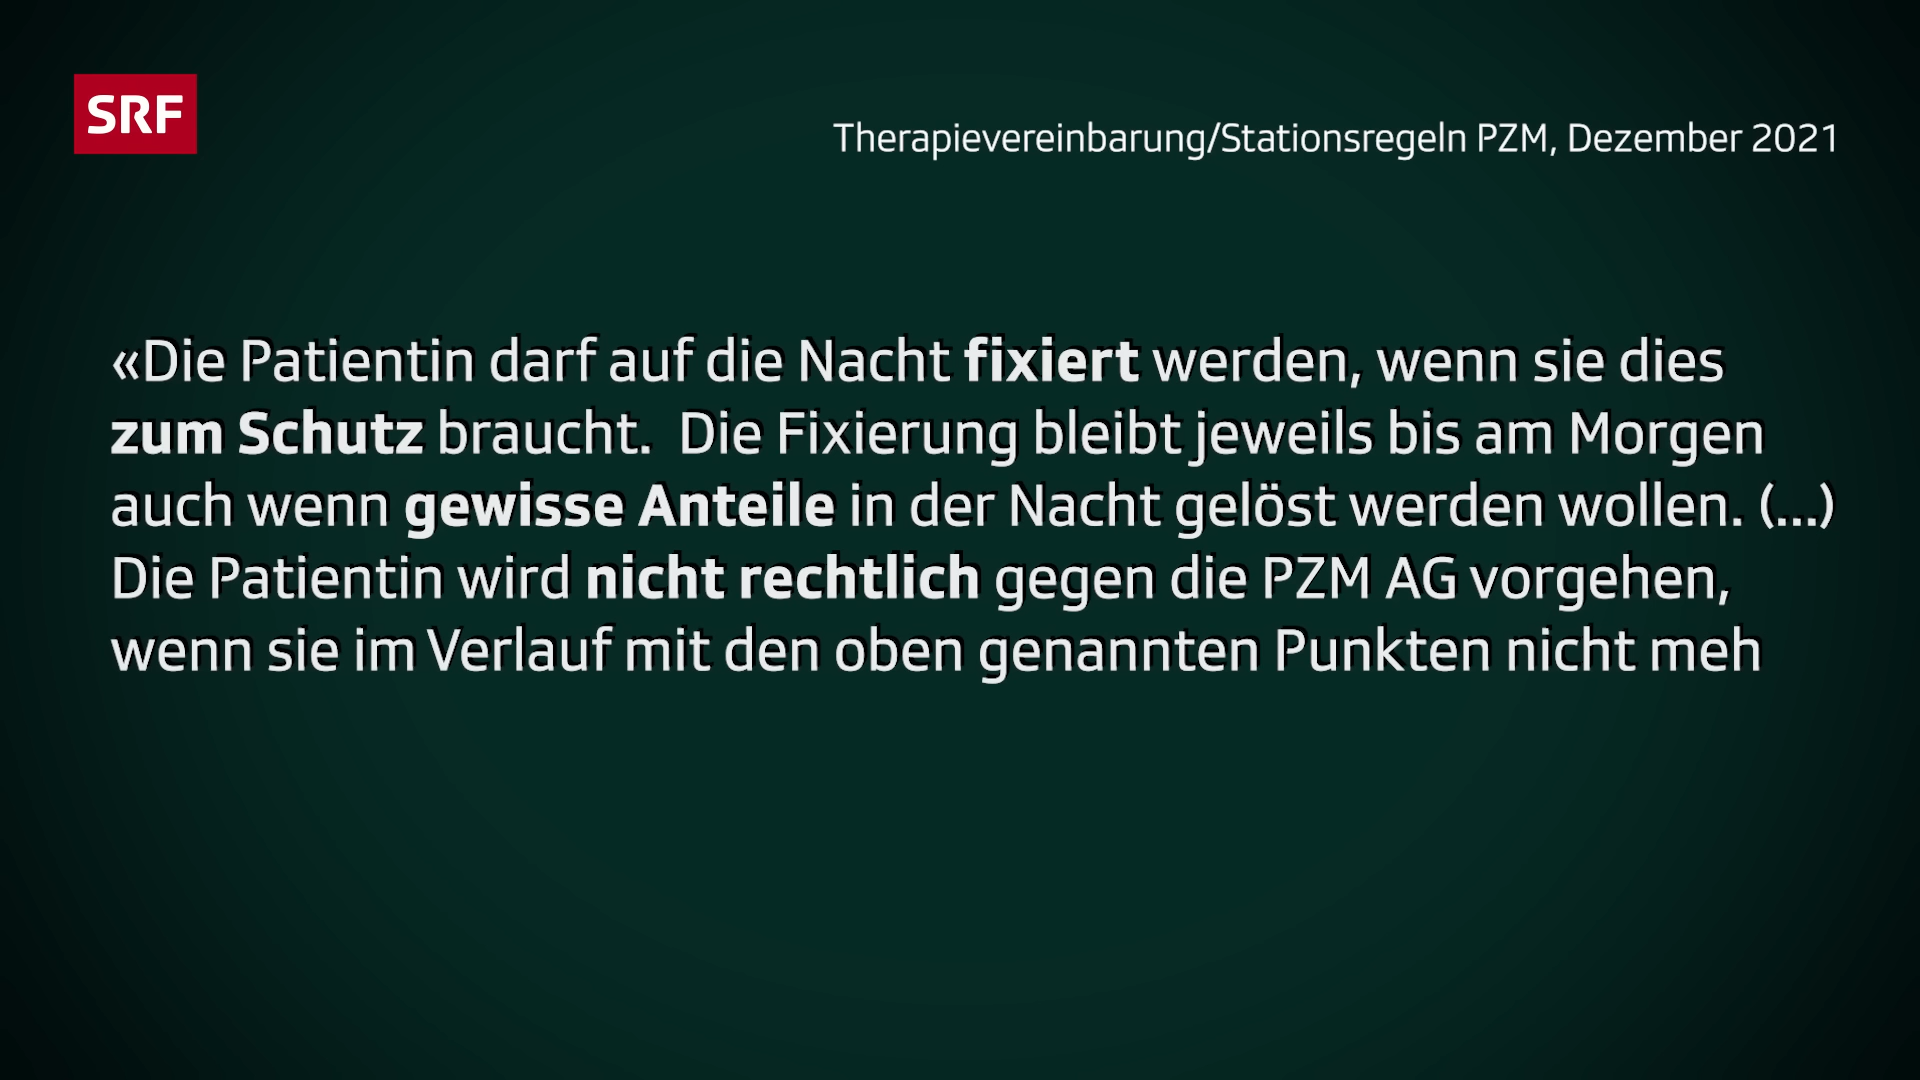 SRF
Therapievereinbarung/Stationsregeln PZM, Dezember 2021
«Die Patientin darf auf die Nacht fixiert werden, wenn sie dies
zum Schutz braucht.  Die Fixierung bleibt jeweils bis am Morgen
auch wenn gewisse Anteile in der Nacht gelöst werden wollen. (...)
Die Patientin wird nicht rechtlich gegen die PZM AG vorgehen,
wenn sie im Verlauf mit den oben genannten Punkten nicht meh